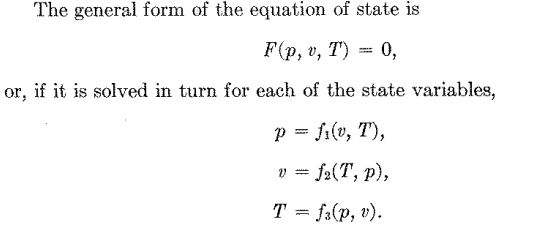 The general form of the equation of state is
F(p, v, T) = 0,
or, if it is solved in turn for each of the state variables,
p = f₁(v, T),
v = f₂(T, p),
T = f₃(p, v).